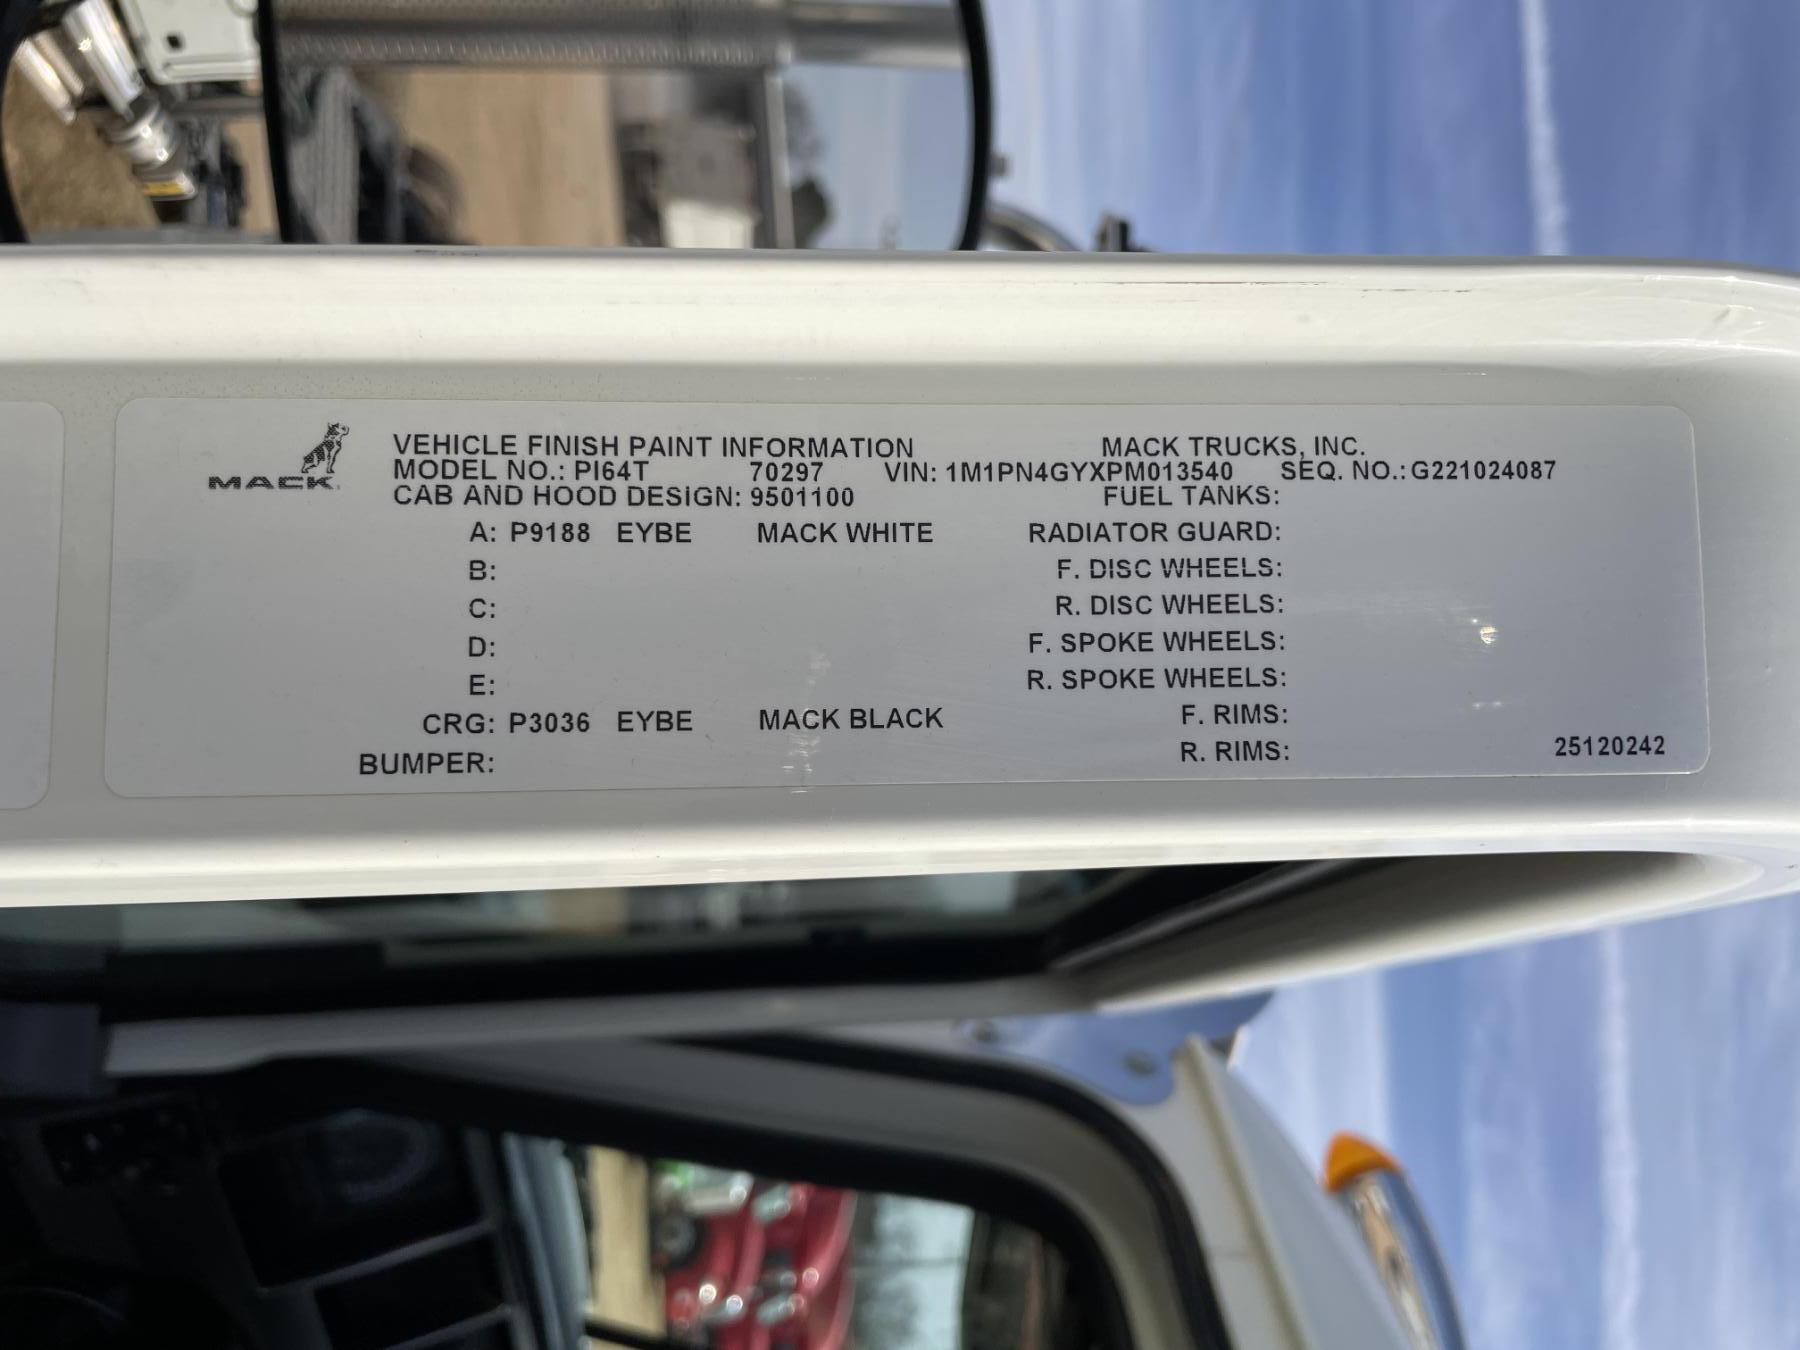 MACK
VEHICLE FINISH PAINT INFORMATION MACK TRUCKS, INC.
MODEL NO.: PI64T 70297 VIN: 1M1PN4GYXPM013540 SEQ. NO.:G221024087
CAB AND HOOD DESIGN: 9501100 FUEL TANKS:
A: P9188 EYBE MACK WHITE RADIATOR GUARD:
B: F. DISC WHEELS:
C: R. DISC WHEELS:
D: F. SPOKE WHEELS:
E: R. SPOKE WHEELS:
CRG: P3036 EYBE MACK BLACK F. RIMS:
BUMPER: R. RIMS: 25120242